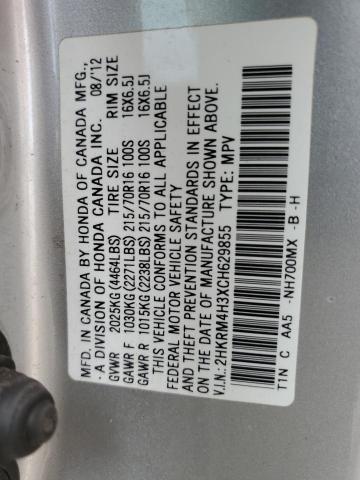 MFD. IN CANADA BY HONDA OF CANADA MFG.,
- A DIVISION OF HONDA CANADA INC. 08/'12
GVWR 2025KG (4464LBS) TIRE SIZE RIM SIZE
GAWR F 1030KG (2271LBS) 215/70R16 100S 16X6.5J
GAWR R 1015KG (2238LBS) 215/70R16 100S 16X6.5J
THIS VEHICLE CONFORMS TO ALL APPLICABLE
FEDERAL MOTOR VEHICLE SAFETY
AND THEFT PREVENTION STANDARDS IN EFFECT
ON THE DATE OF MANUFACTURE SHOWN ABOVE.
V.I.N.: 2HKRM4H3XCH629855 TYPE: MPV
T1N C AA5 -NH700MX -B -H